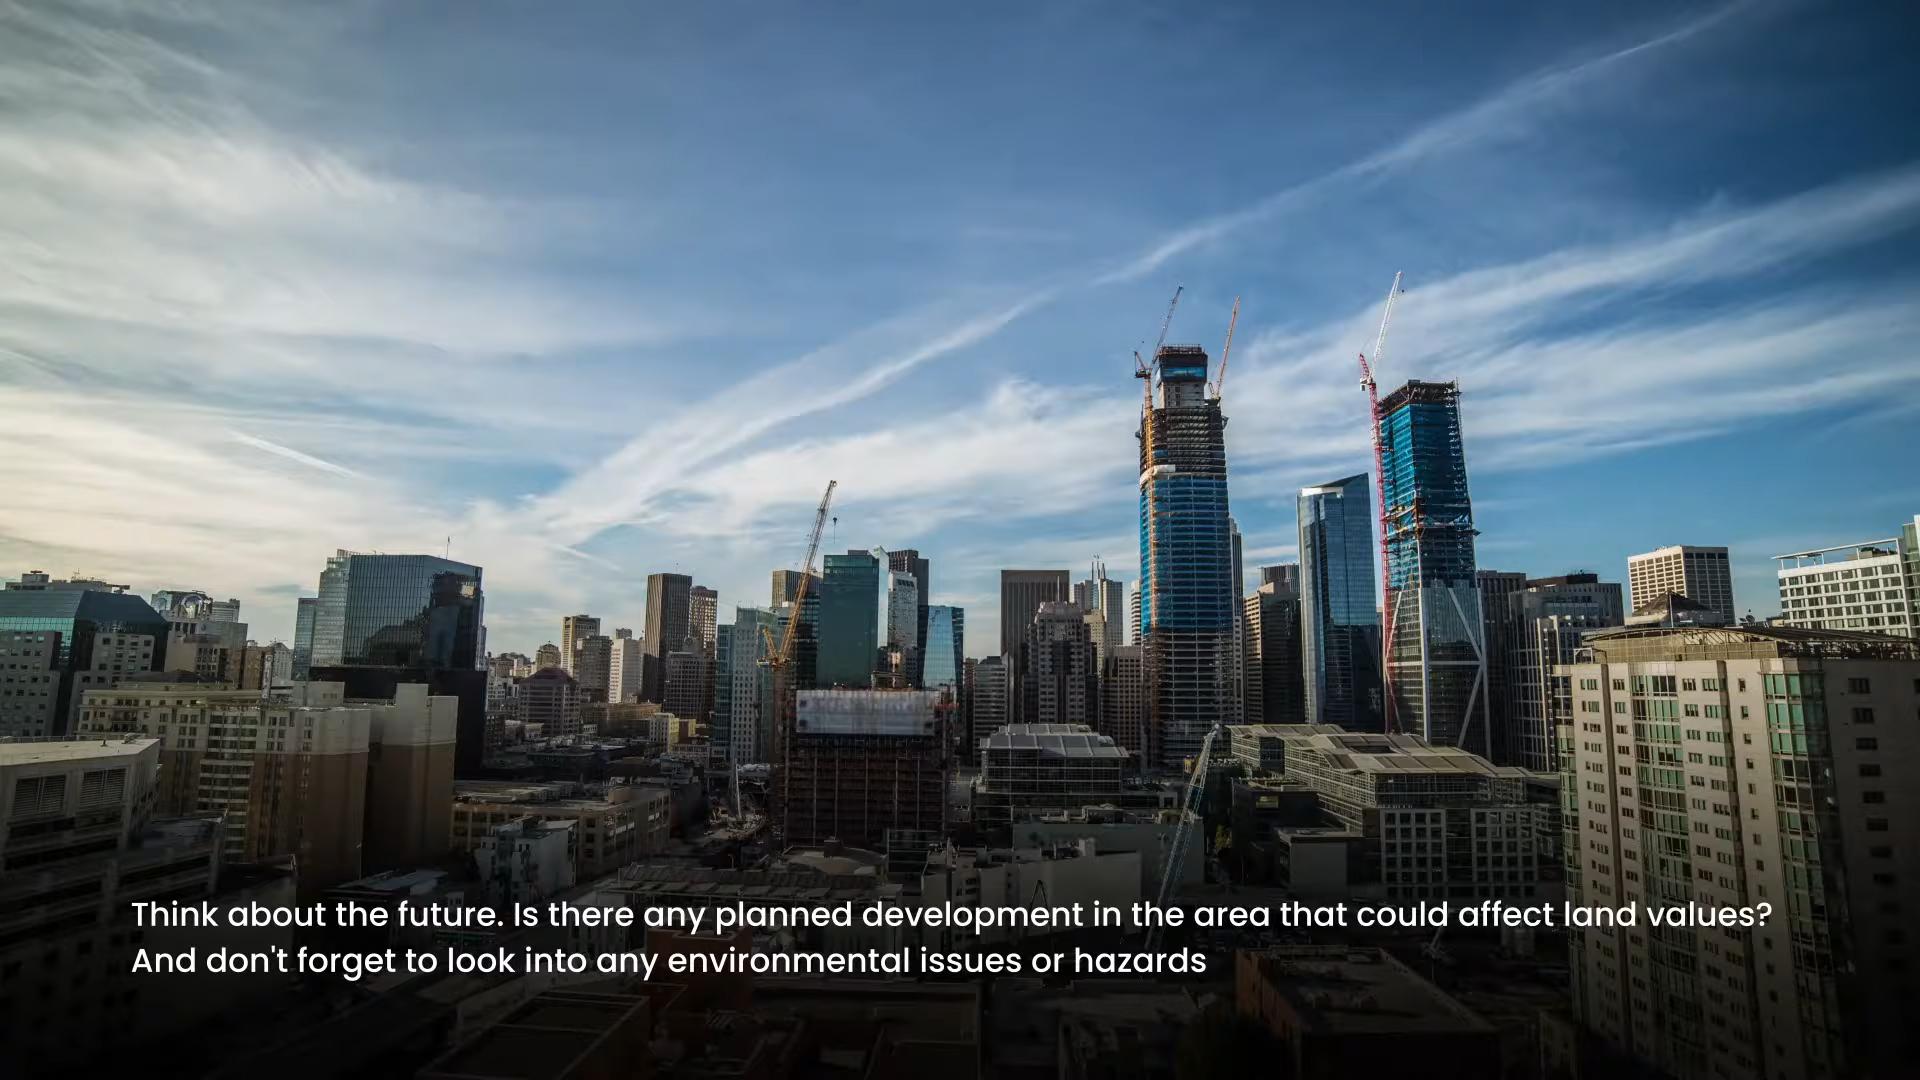 Think about the future. Is there any planned development in the area that could affect land values?
And don't forget to look into any environmental issues or hazards